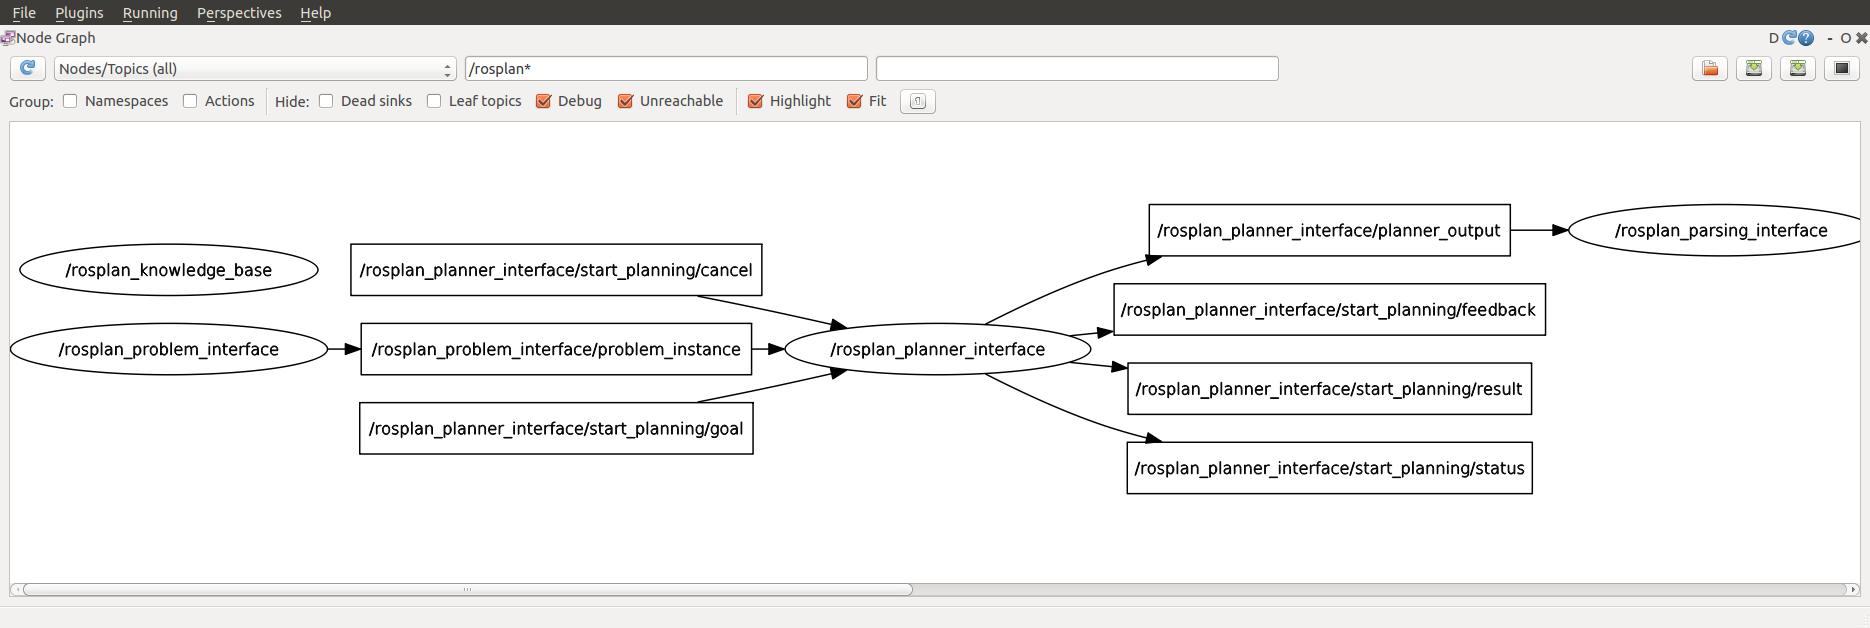 File Plugins Running Perspectives Help
Node Graph D ? - O ✖
Nodes/Topics (all) /rosplan*
Group: Namespaces Actions Hide: Dead sinks Leaf topics Debug Unreachable Highlight Fit
/rosplan_planner_interface/planner_output /rosplan_parsing_interface
/rosplan_knowledge_base /rosplan_planner_interface/start_planning/cancel
/rosplan_planner_interface/start_planning/feedback
/rosplan_problem_interface /rosplan_problem_interface/problem_instance /rosplan_planner_interface
/rosplan_planner_interface/start_planning/result
/rosplan_planner_interface/start_planning/goal
/rosplan_planner_interface/start_planning/status